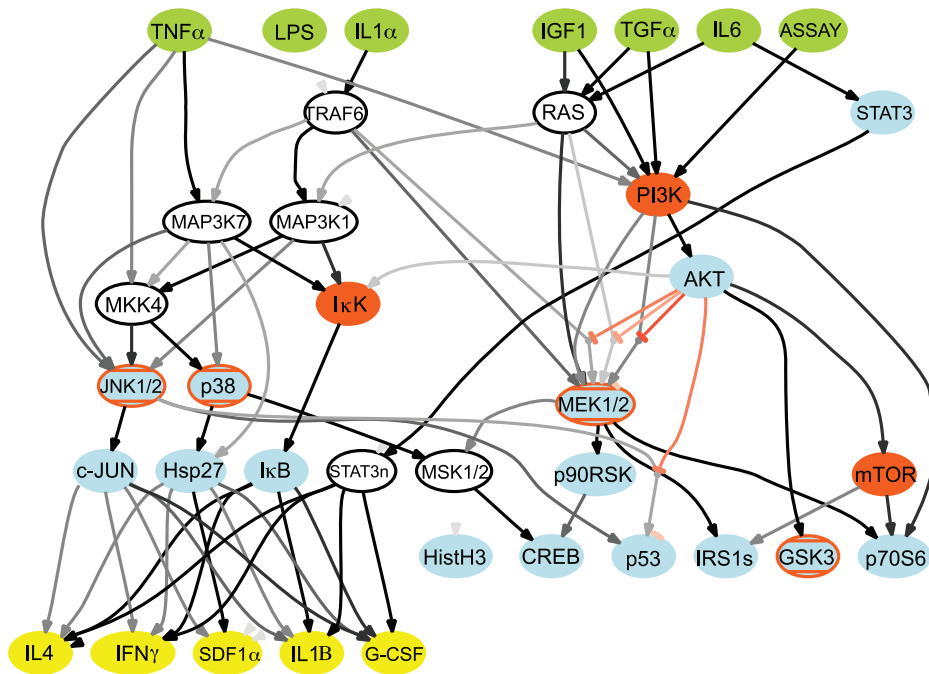 TNFα
LPS
IL1α
IGF1
TGFα
IL6
ASSAY
TRAF6
RAS
STAT3
PI3K
MAP3K7
MAP3K1
AKT
MKK4
IκK
JNK1/2
p38
MEK1/2
c-JUN
Hsp27
IκB
STAT3n
MSK1/2
p90RSK
mTOR
HistH3
CREB
p53
IRS1s
GSK3
p70S6
IL4
IFNγ
SDF1α
IL1B
G-CSF